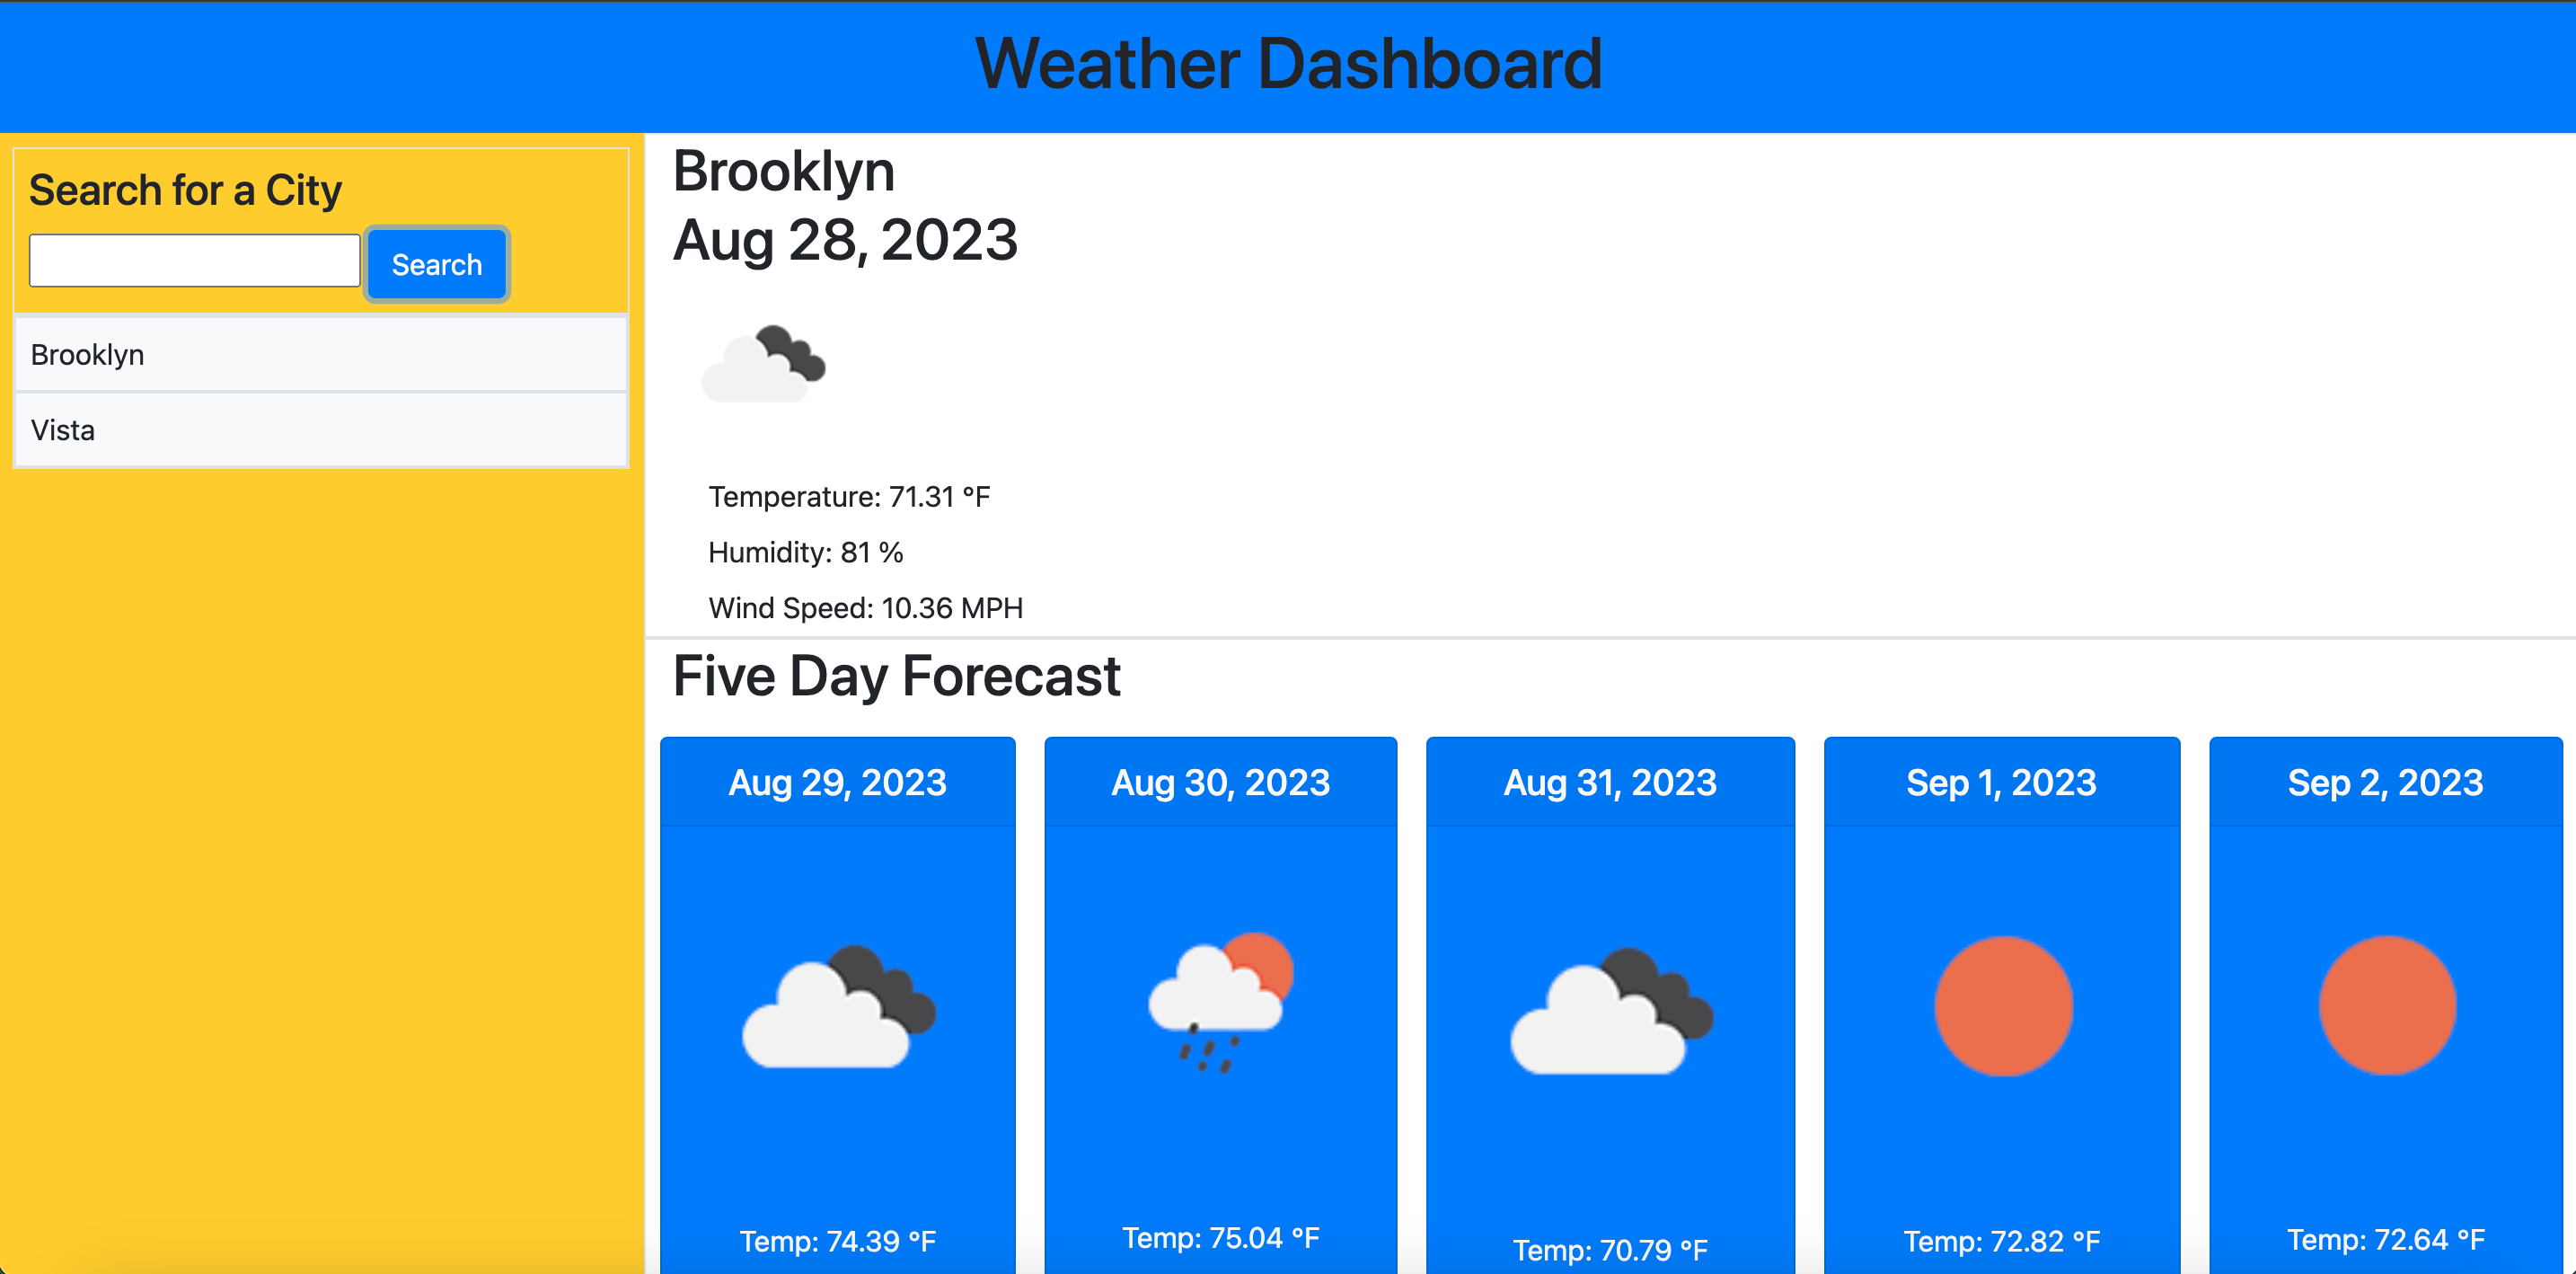 Weather Dashboard
Search for a City
Search
Brooklyn
Vista
Brooklyn
Aug 28, 2023
Temperature: 71.31 °F
Humidity: 81 %
Wind Speed: 10.36 MPH
Five Day Forecast
Aug 29, 2023
Temp: 74.39 °F
Aug 30, 2023
Temp: 75.04 °F
Aug 31, 2023
Temp: 70.79 °F
Sep 1, 2023
Temp: 72.82 °F
Sep 2, 2023
Temp: 72.64 °F